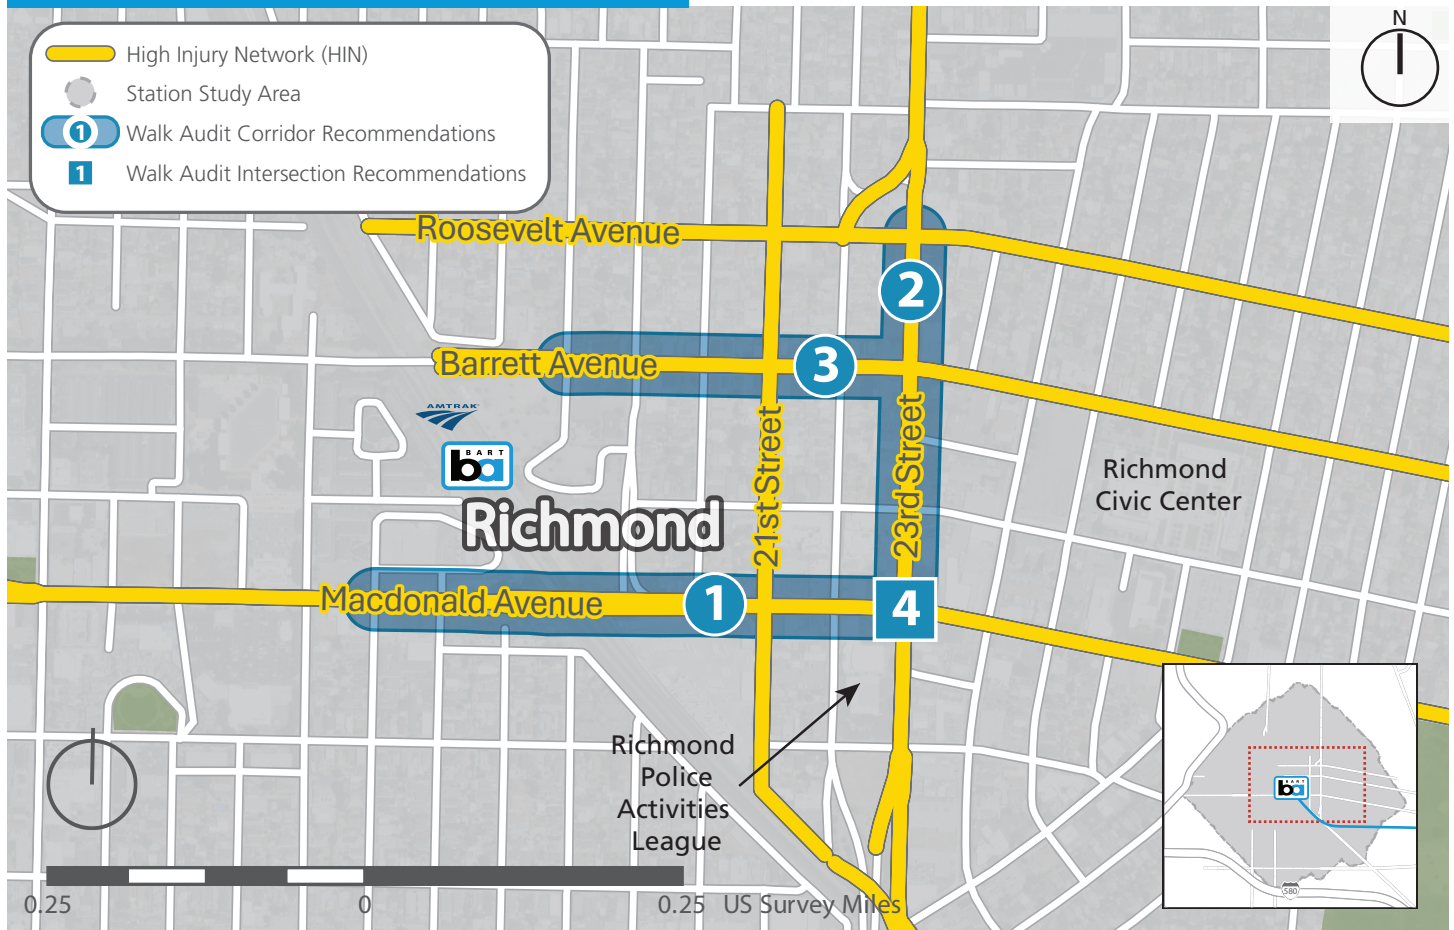 N
High Injury Network (HIN)
Station Study Area
1 Walk Audit Corridor Recommendations
1 Walk Audit Intersection Recommendations
Roosevelt Avenue
2
Barrett Avenue
3
AMTRAK
BART
ba
Richmond
21st Street
23rd Street
Richmond
Civic Center
Macdonald Avenue
1
4
Richmond
Police
Activities
League
BART
ba
580
0.25 0 0.25 US Survey Miles